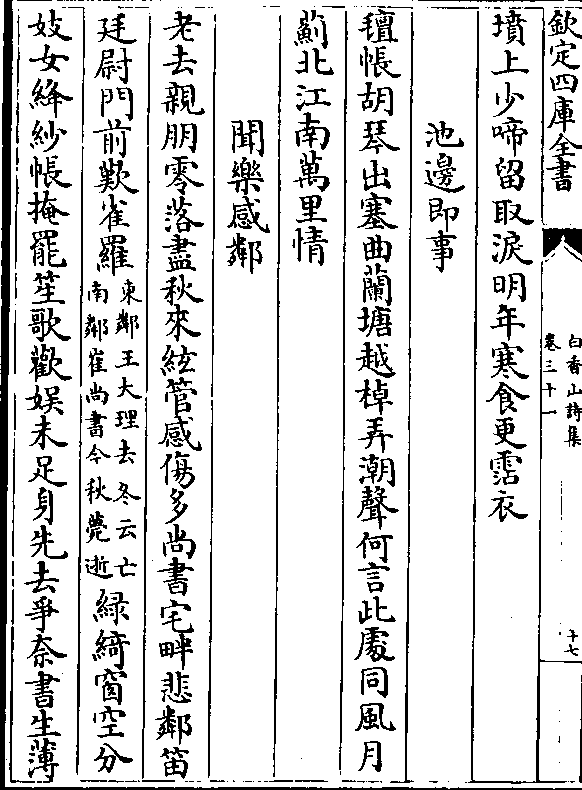 欽定四庫全書
白香山詩集
卷三十一
十七
墳上少啼留取淚明年寒食更霑衣
池邊即事
氊帳胡琴出塞曲蘭塘越棹弄潮聲何言此處同風月
薊北江南萬里情
聞樂感鄰
老去親朋零落盡秋來絃管感傷多尚書宅畔悲鄰笛
廷尉門前歎雀羅
東鄰王大理去冬云亡
南鄰崔尚書今秋薨逝
緑綺窗空分
妓女絳紗帳掩罷笙歌歡娱未足身先去爭奈書生薄